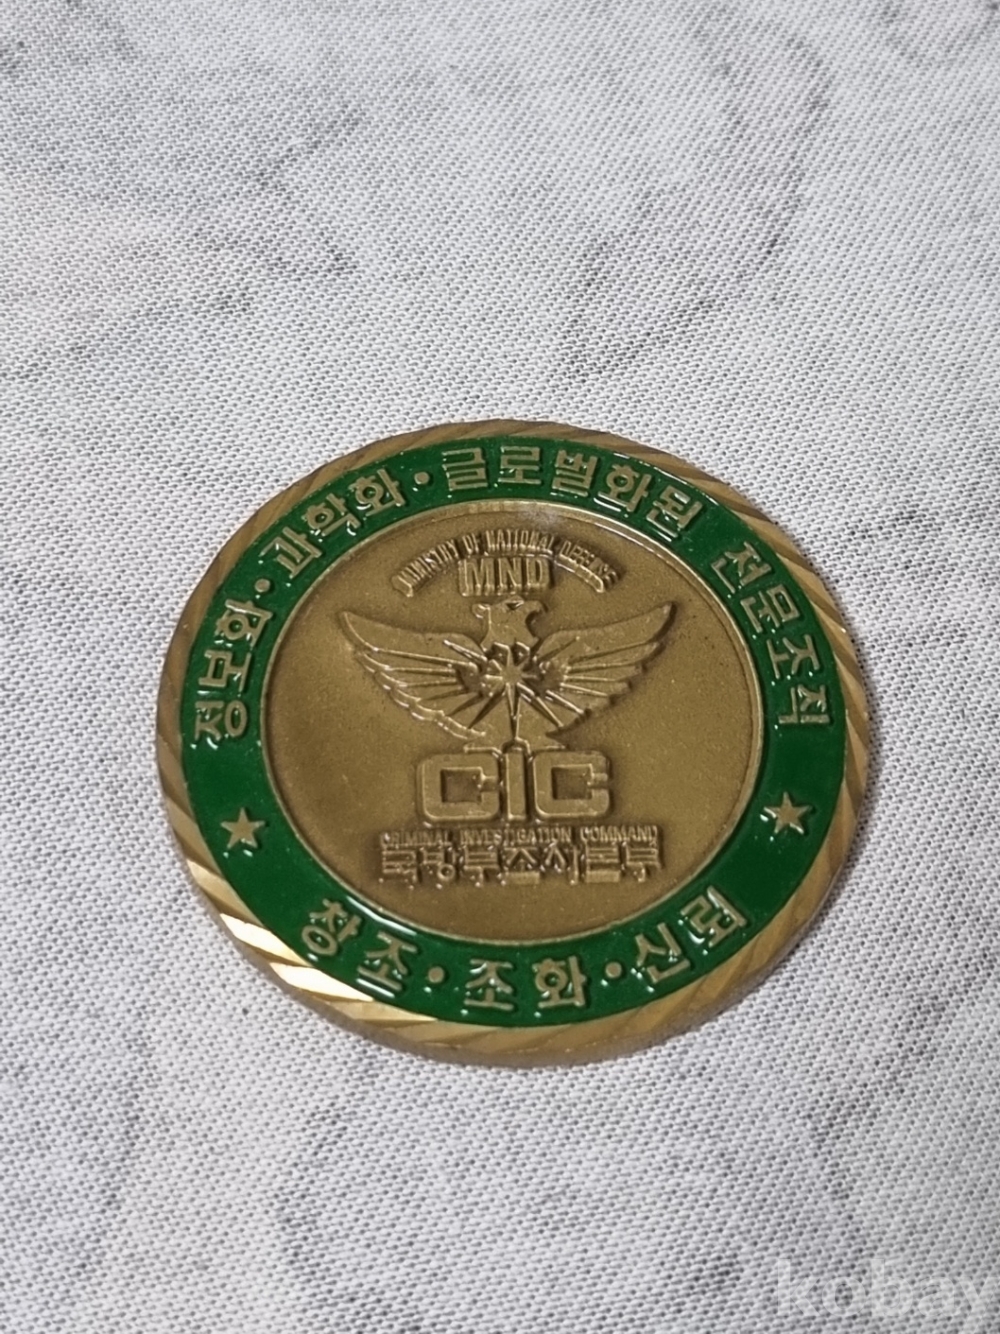 정보화·과학화·글로벌화된 전문조직
MINISTRY OF NATIONAL DEFENSE
MND
CIC
CRIMINAL INVESTIGATION COMMAND
국방부조사본부
창조·조화·신뢰
kobay